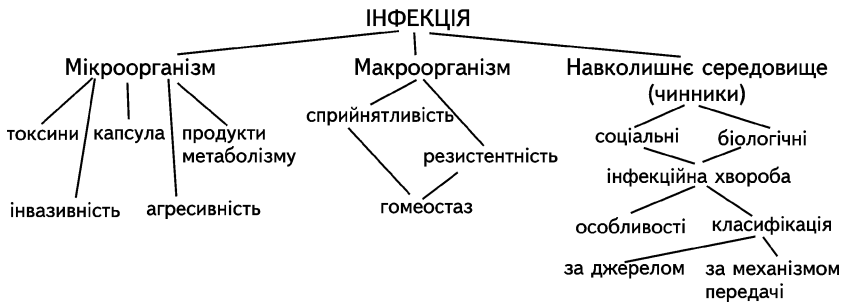 ІНФЕКЦІЯ
Мікроорганізм
Макроорганізм
Навколишнє середовище
(чинники)
токсини
капсула
продукти
метаболізму
інвазивність
агресивність
сприйнятливість
резистентність
гомеостаз
соціальні
біологічні
інфекційна хвороба
особливості
класифікація
за джерелом
за механізмом
передачі